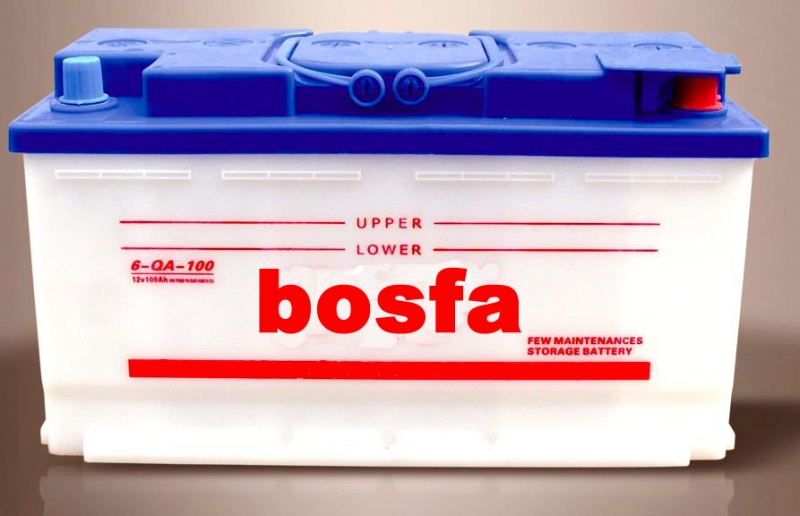 UPPER
LOWER
6-QA-100
12v100Ah
bosfa
FEW MAINTENANCES
STORAGE BATTERY